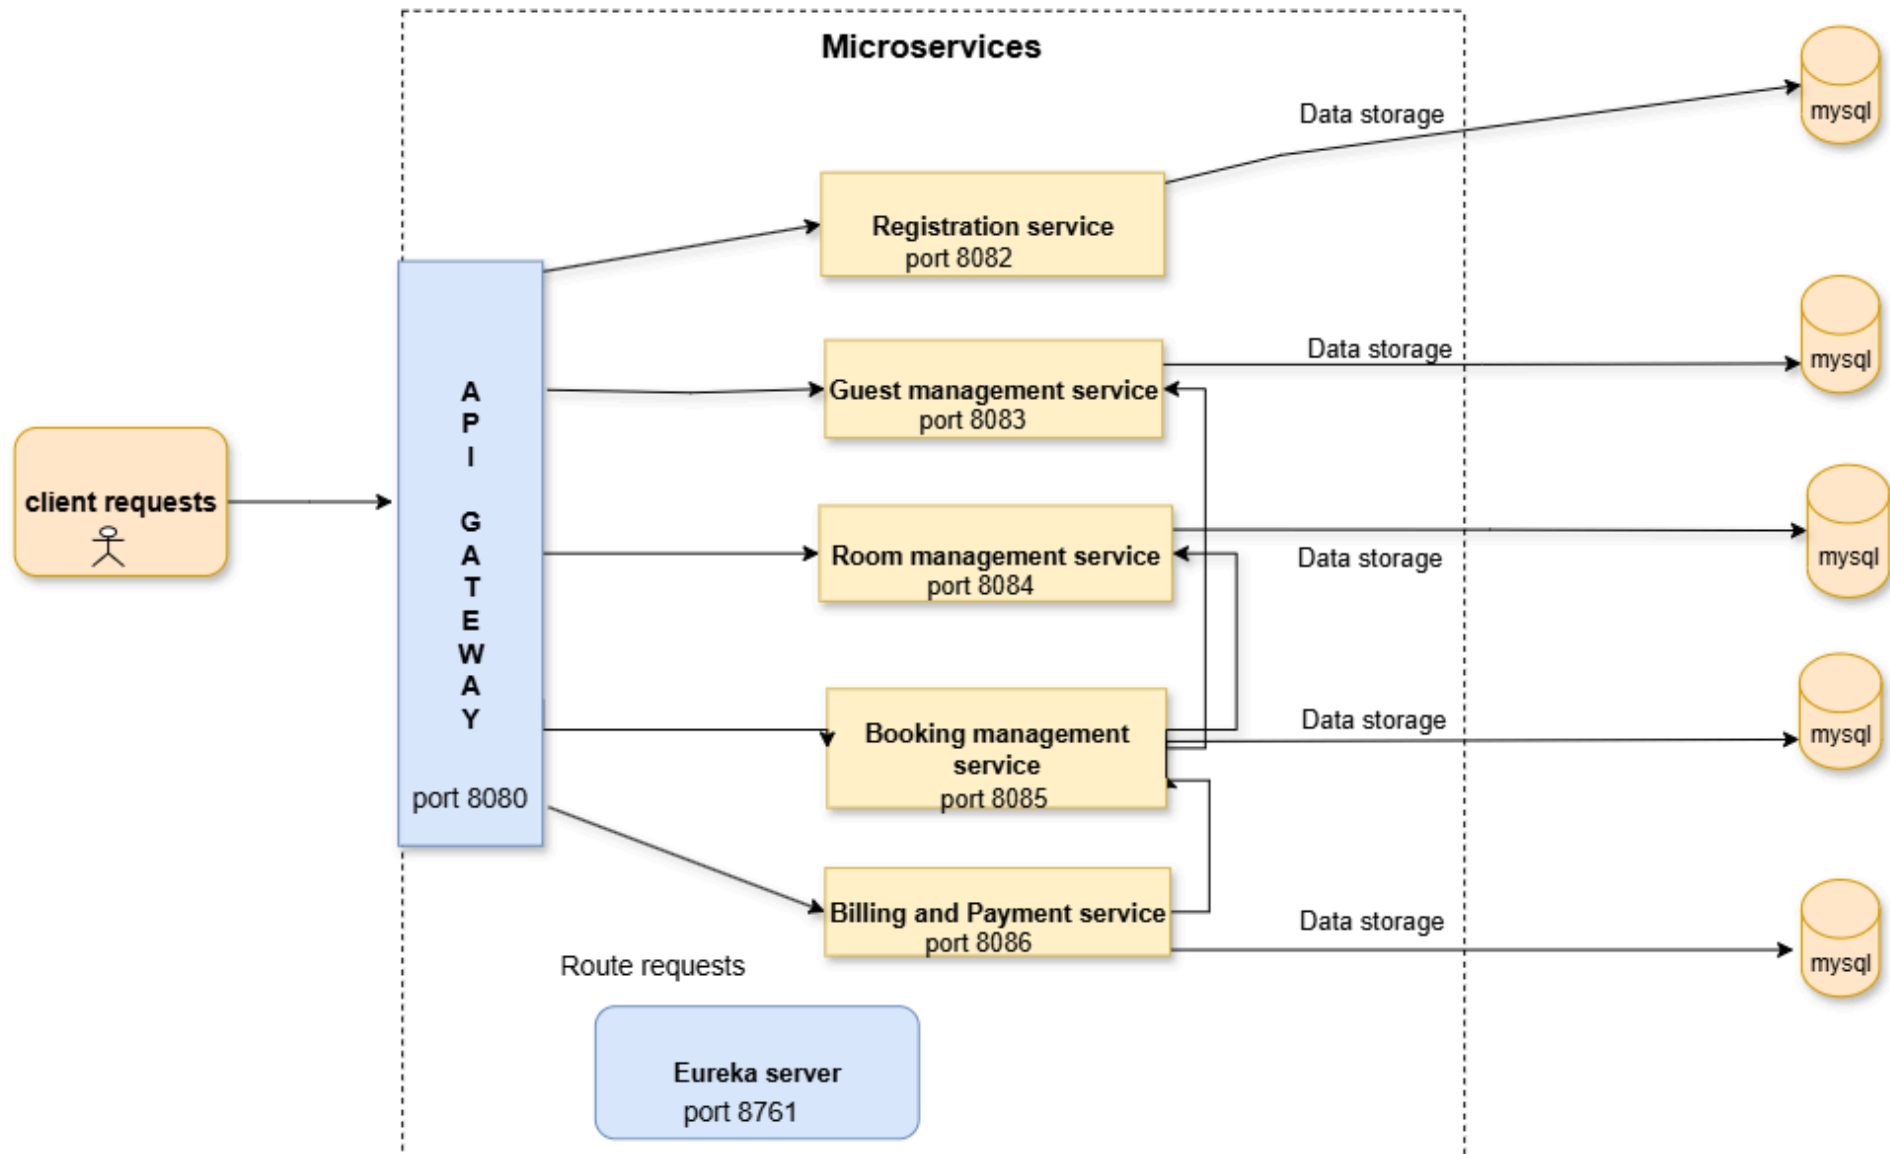 Microservices
Data storage
mysql
Registration service
port 8082
Data storage
mysql
Guest management service
port 8083
A
P
I
G
A
T
E
W
A
Y
port 8080
client requests
Room management service
port 8084
Data storage
mysql
Booking management
service
port 8085
Data storage
mysql
Billing and Payment service
port 8086
Data storage
mysql
Route requests
Eureka server
port 8761